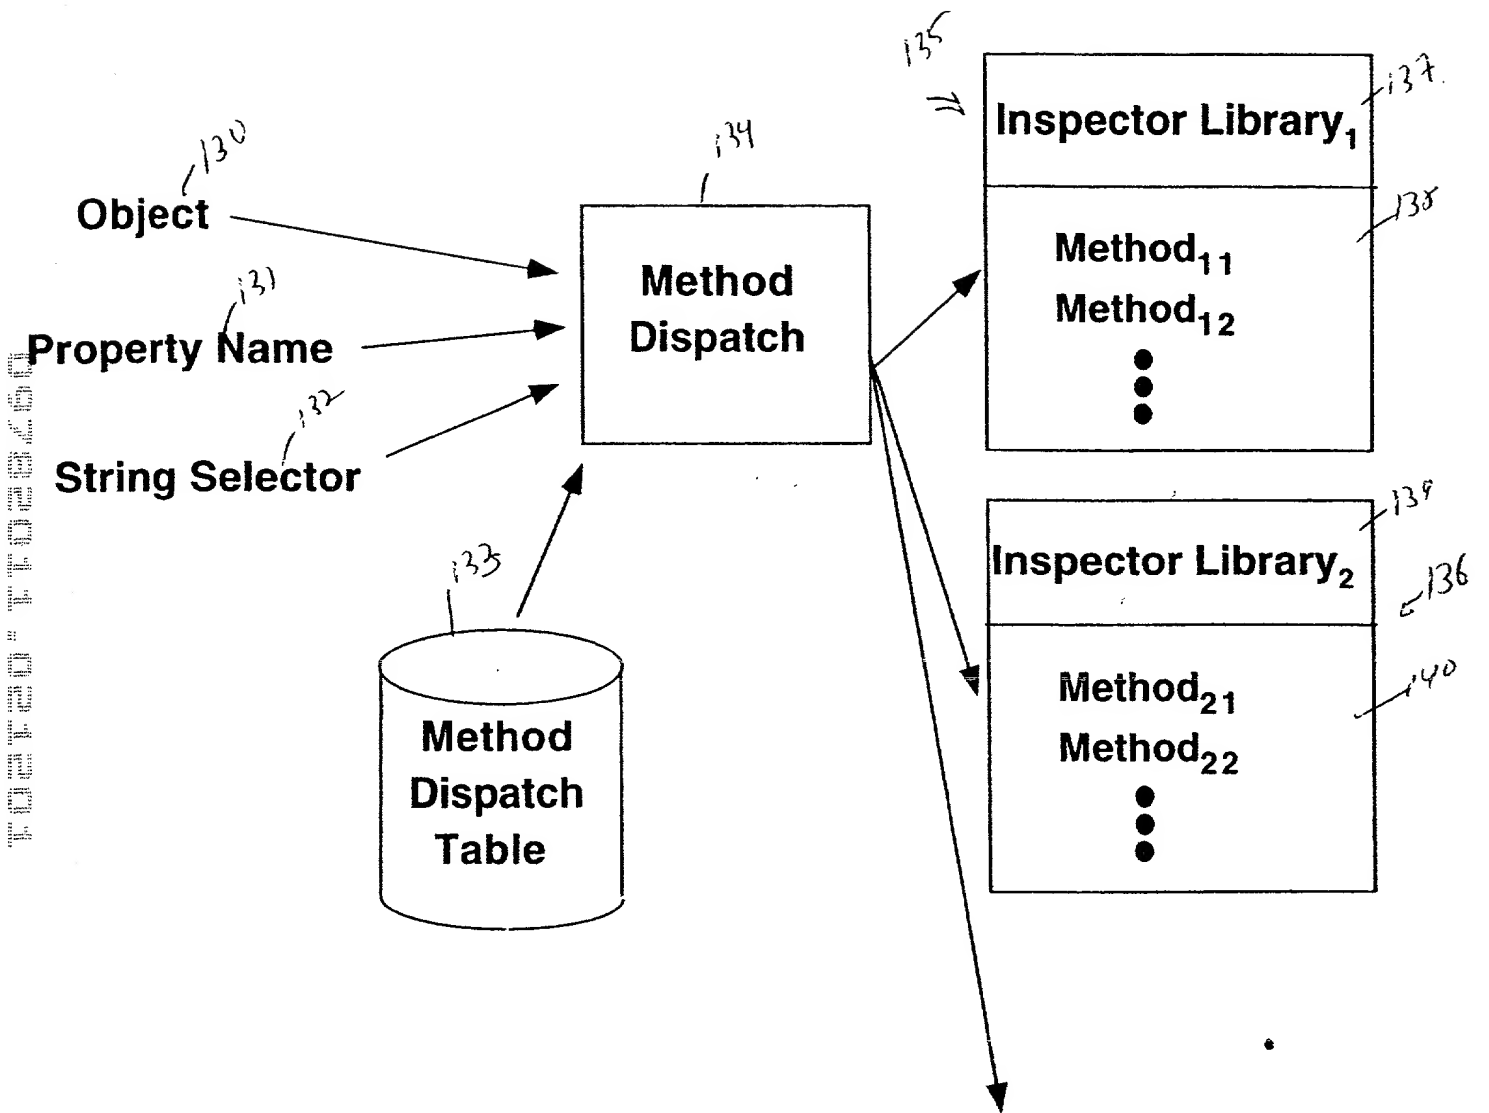 135
137
Inspector Library1
130
134
Object
138
Method11
Method12
Method
Dispatch
131
Property Name
132
String Selector
139
Inspector Library2
136
133
140
Method21
Method22
Method
Dispatch
Table